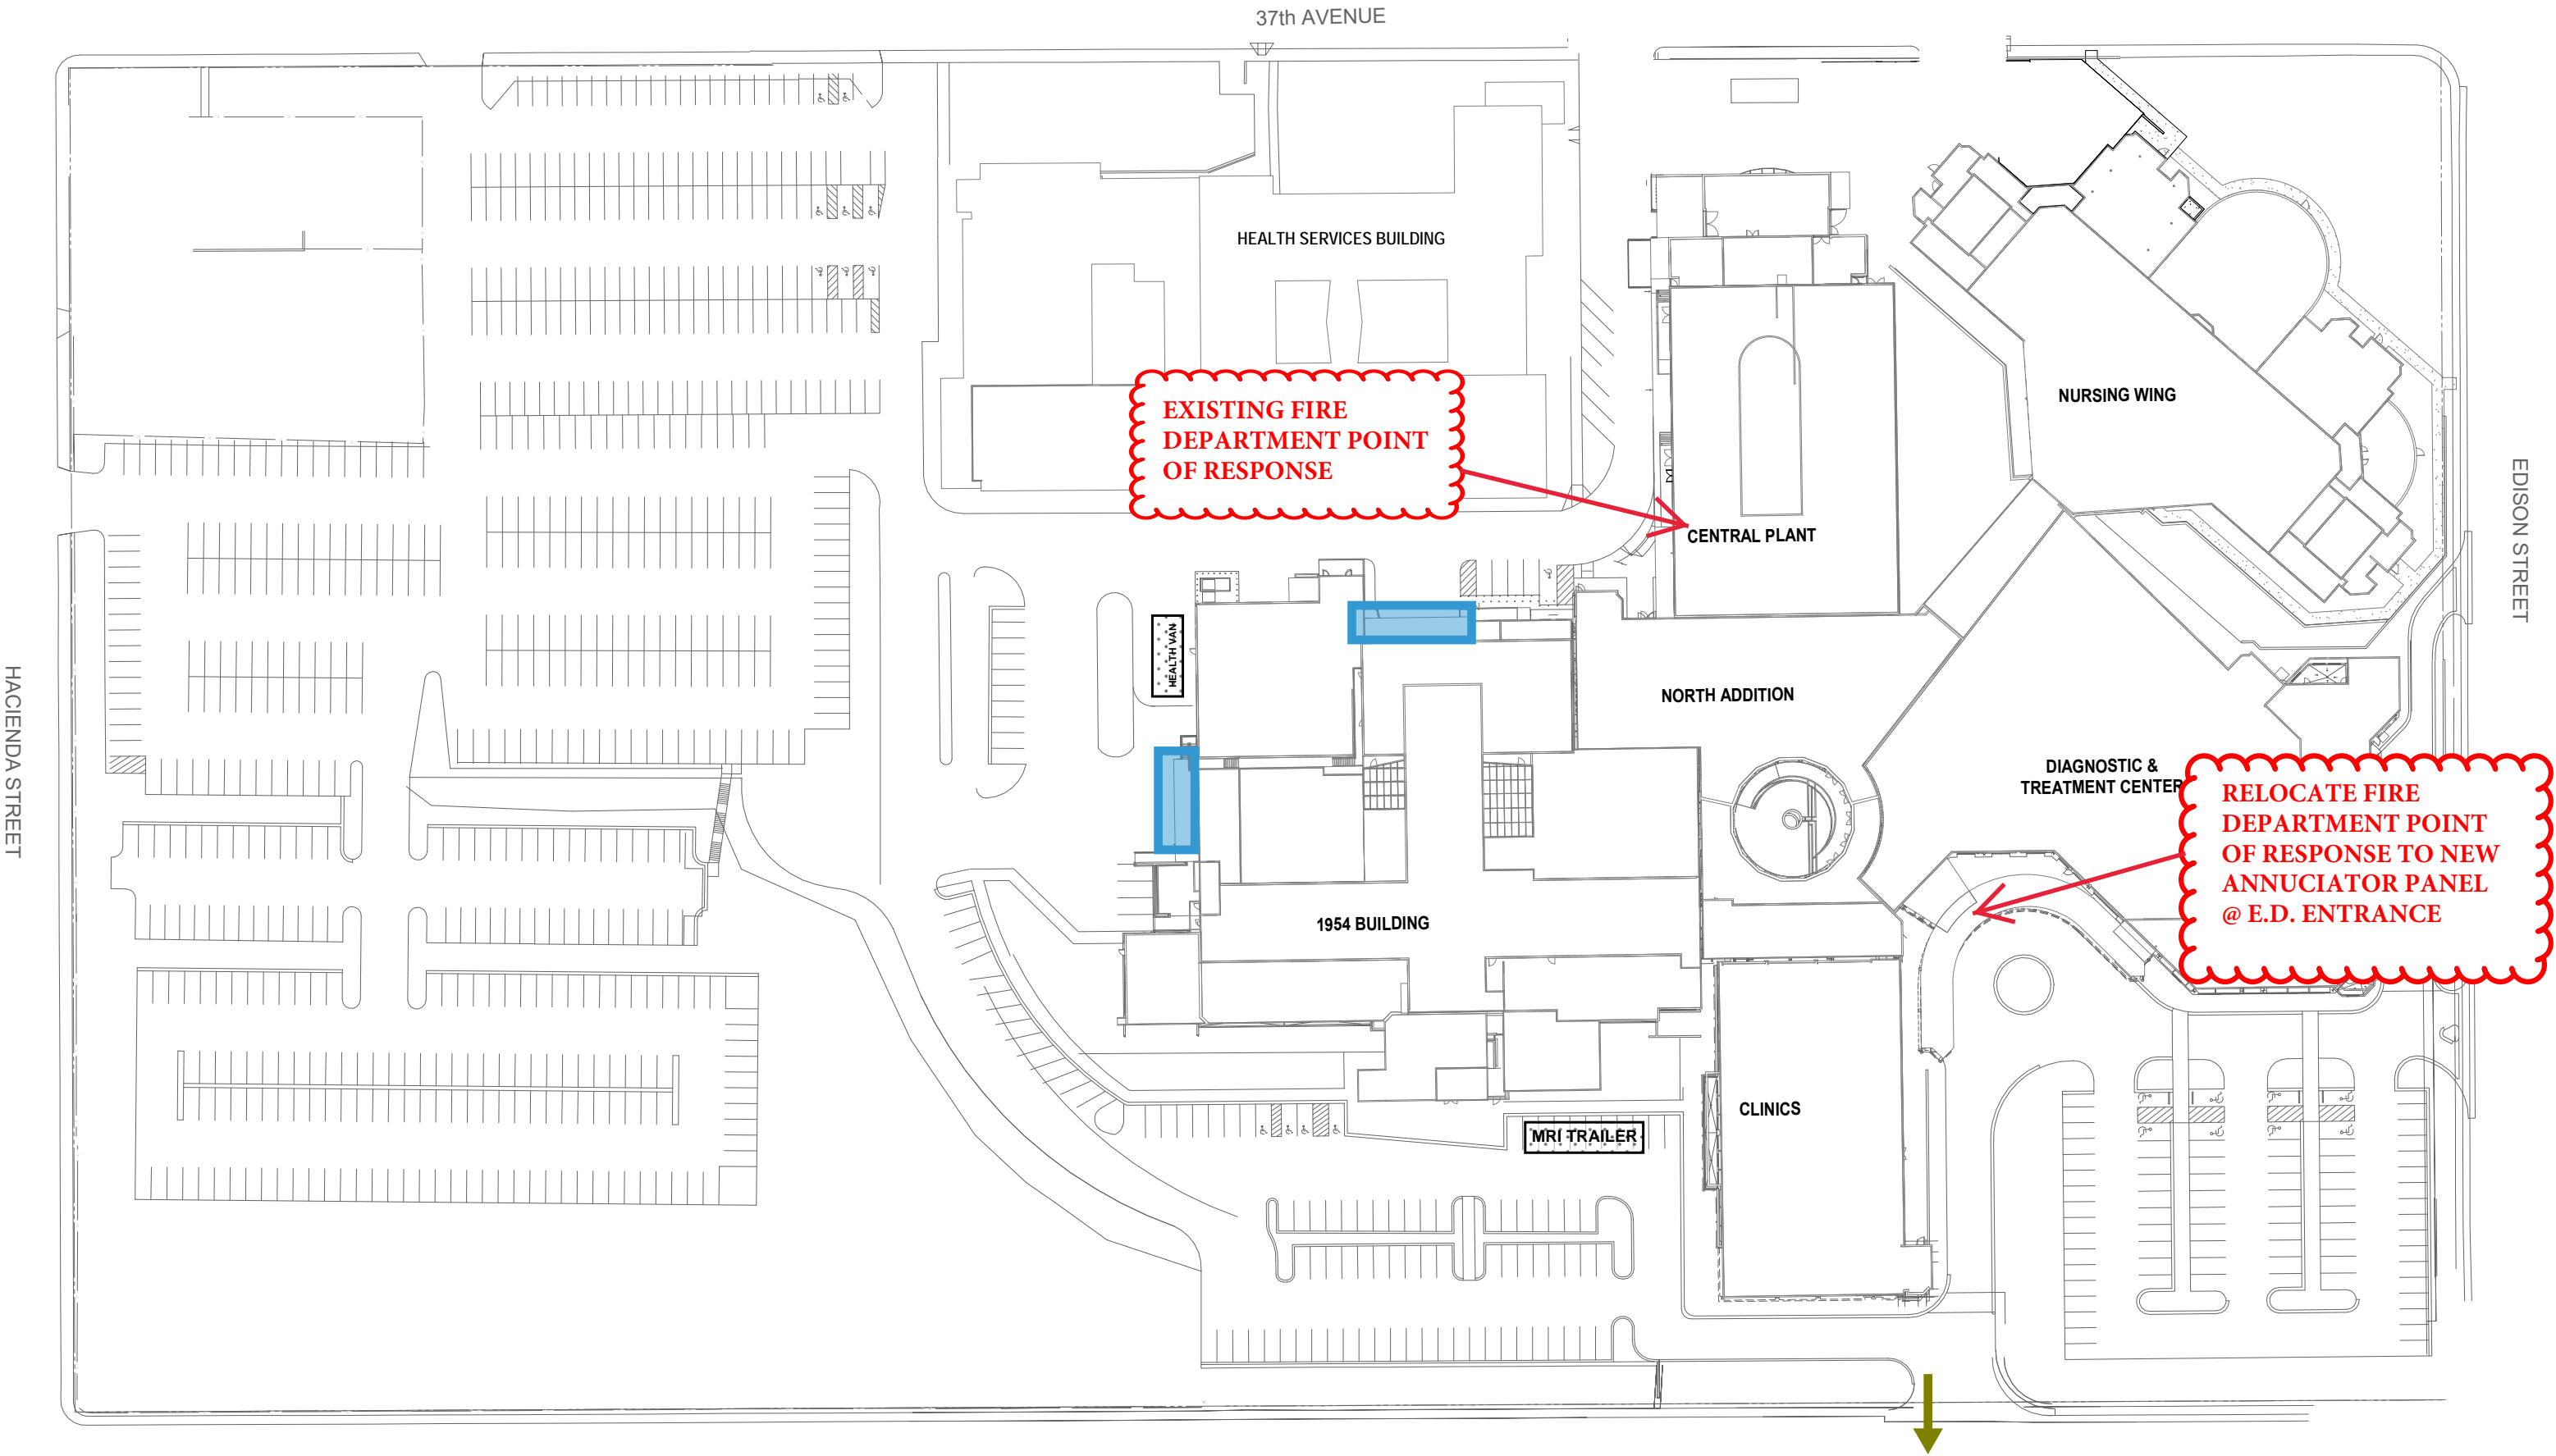 37th AVENUE
HEALTH SERVICES BUILDING
EXISTING FIRE
DEPARTMENT POINT
OF RESPONSE
NURSING WING
CENTRAL PLANT
EDISON STREET
HEALTH VAN
HACIENDA STREET
NORTH ADDITION
DIAGNOSTIC &
TREATMENT CENTER
RELOCATE FIRE
DEPARTMENT POINT
OF RESPONSE TO NEW
ANNUCIATOR PANEL
@ E.D. ENTRANCE
1954 BUILDING
CLINICS
MRI TRAILER